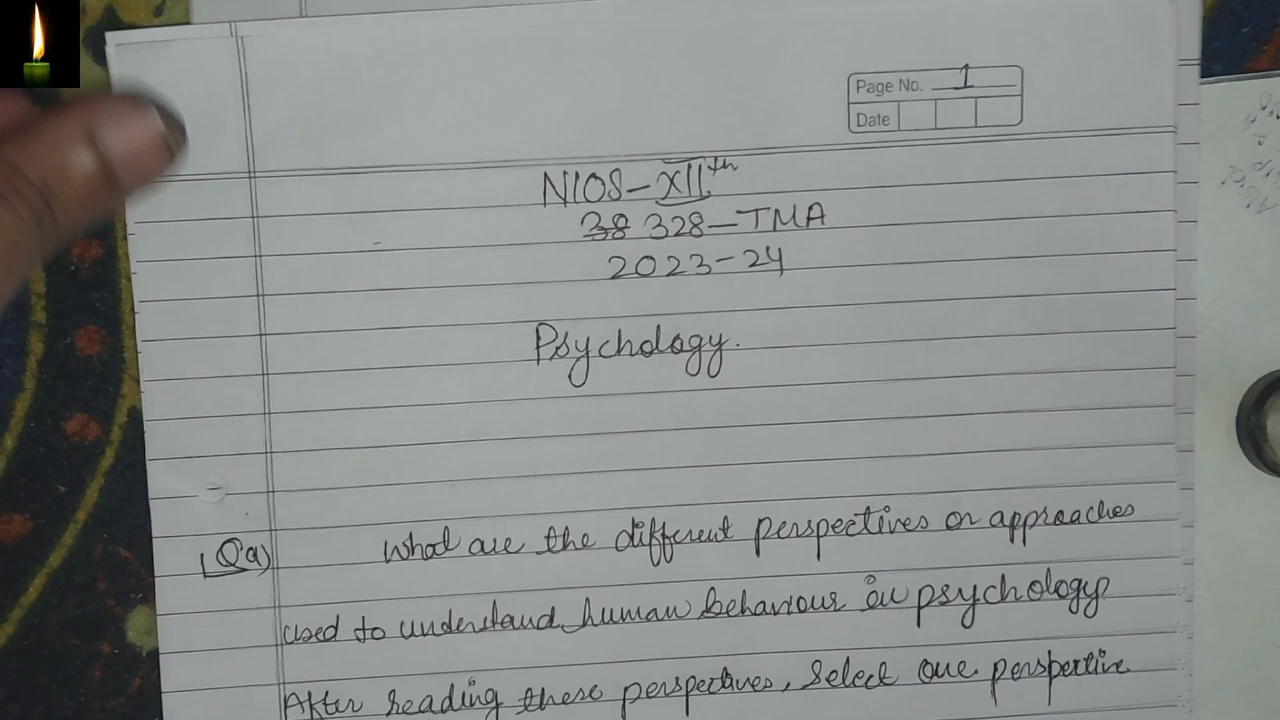 Page No. 1
Date
NIOS-XIIth
38 328-TMA
2023-24
Psychology.
Qa) What are the different perspectives or approaches
used to understand human behaviour in psychology
After reading these perspectives, select one perspective